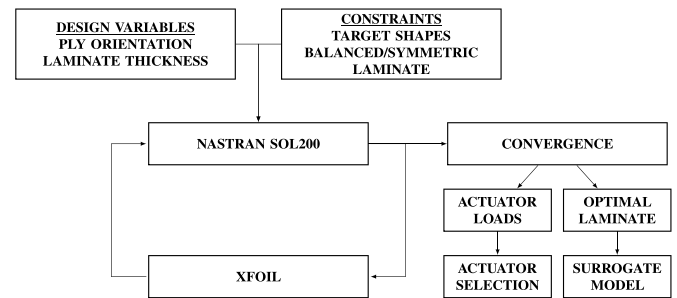 DESIGN VARIABLES
PLY ORIENTATION
LAMINATE THICKNESS
CONSTRAINTS
TARGET SHAPES
BALANCED/SYMMETRIC
LAMINATE
NASTRAN SOL200
CONVERGENCE
ACTUATOR
LOADS
OPTIMAL
LAMINATE
XFOIL
ACTUATOR
SELECTION
SURROGATE
MODEL